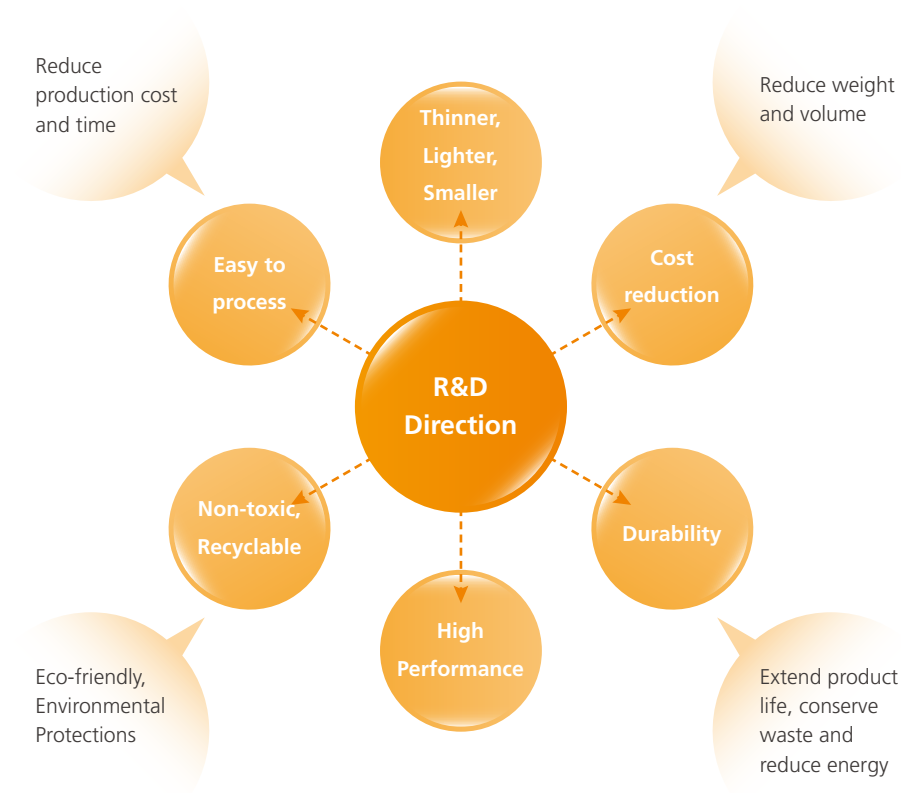 Reduce
production cost
and time
Thinner,
Lighter,
Smaller
Reduce weight
and volume
Easy to
process
Cost
reduction
R&D
Direction
Non-toxic,
Recyclable
Durability
High
Performance
Eco-friendly,
Environmental
Protections
Extend product
life, conserve
waste and
reduce energy